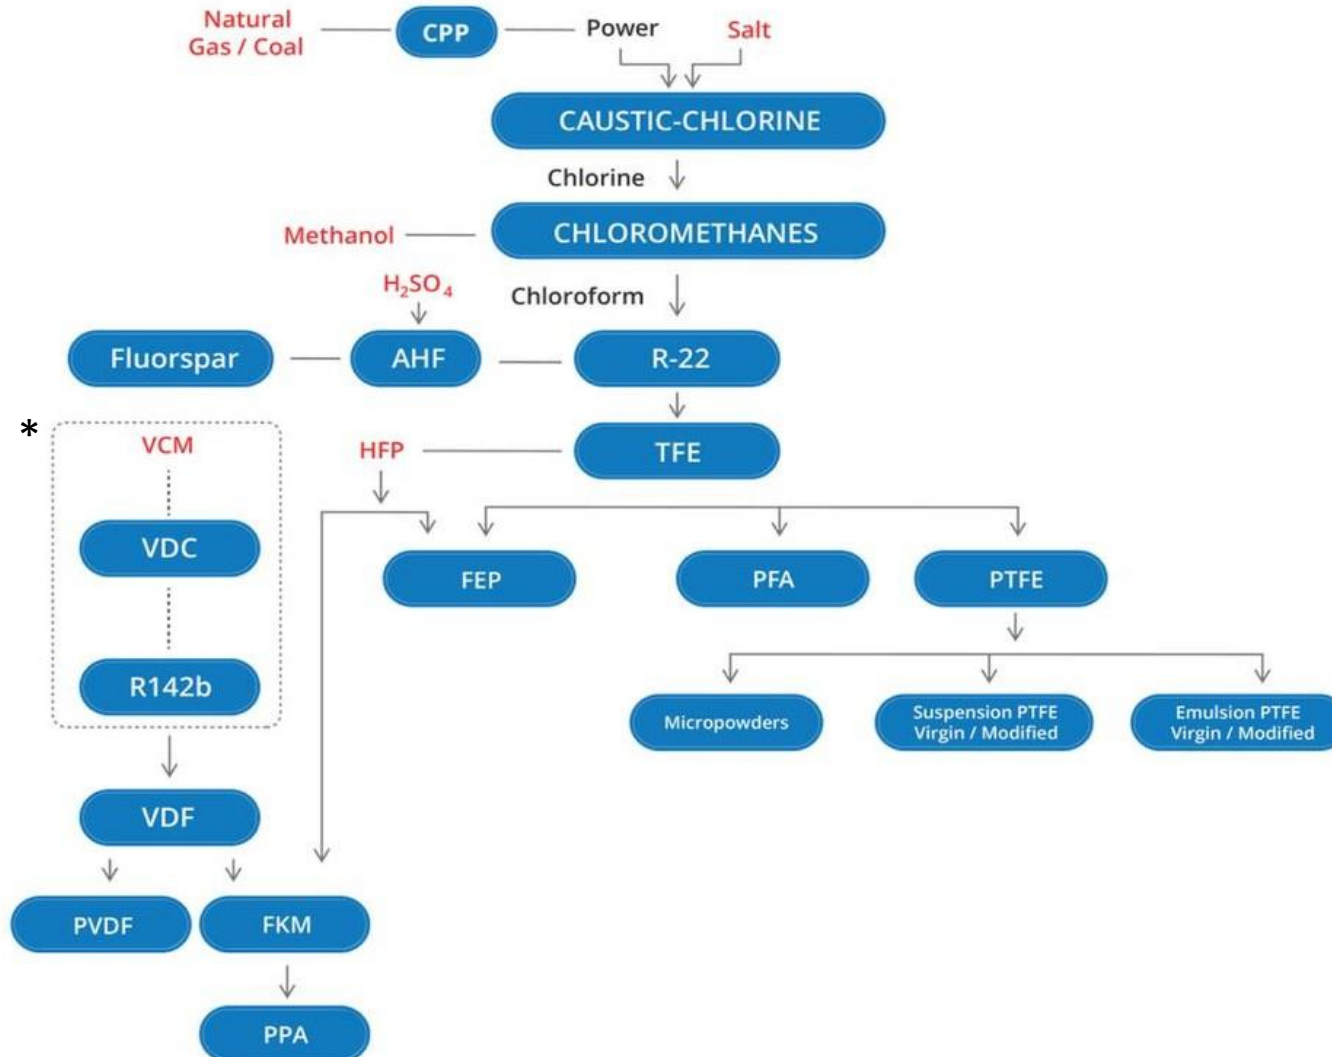 Natural
Gas / Coal
CPP
Power
Salt
CAUSTIC-CHLORINE
Chlorine
Methanol
CHLOROMETHANES
H₂SO₄
Chloroform
Fluorspar
AHF
R-22
*
VCM
HFP
TFE
VDC
FEP
PFA
PTFE
R142b
Micropowders
Suspension PTFE
Virgin / Modified
Emulsion PTFE
Virgin / Modified
VDF
PVDF
FKM
PPA